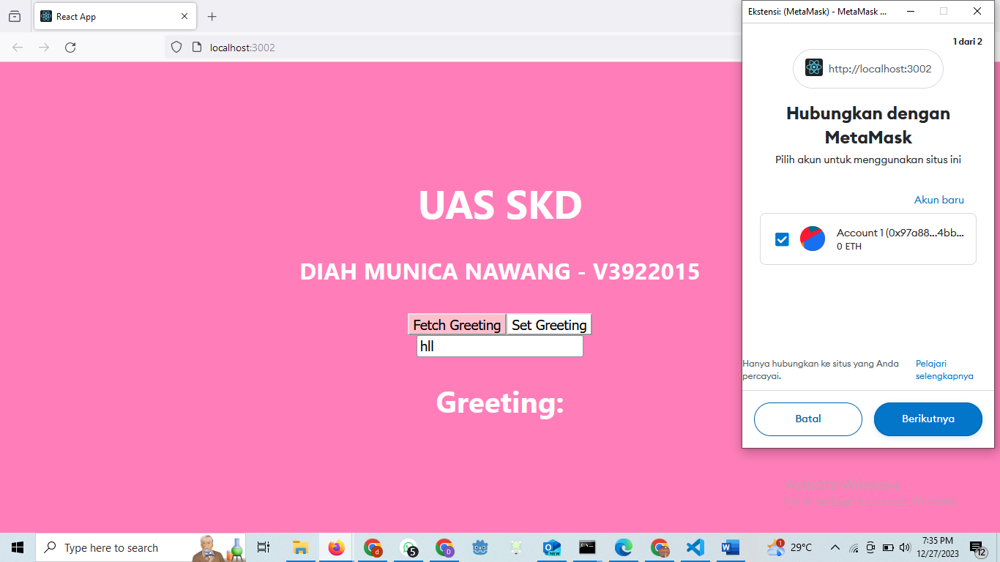 React App
localhost:3002
UAS SKD
DIAH MUNICA NAWANG - V3922015
Fetch Greeting
Set Greeting
hll
Greeting:
Ekstensi: (MetaMask) - MetaMask ...
1 dari 2
http://localhost:3002
Hubungkan dengan
MetaMask
Pilih akun untuk menggunakan situs ini
Akun baru
Account 1 (0x97a88...4bb...
0 ETH
Hanya hubungkan ke situs yang Anda
percayai.
Pelajari
selengkapnya
Batal
Berikutnya
Activate Windows
Go to Settings to activate Windows.
Type here to search
d
5
D
NEW
1
29°C
7:35 PM
12/27/2023
12